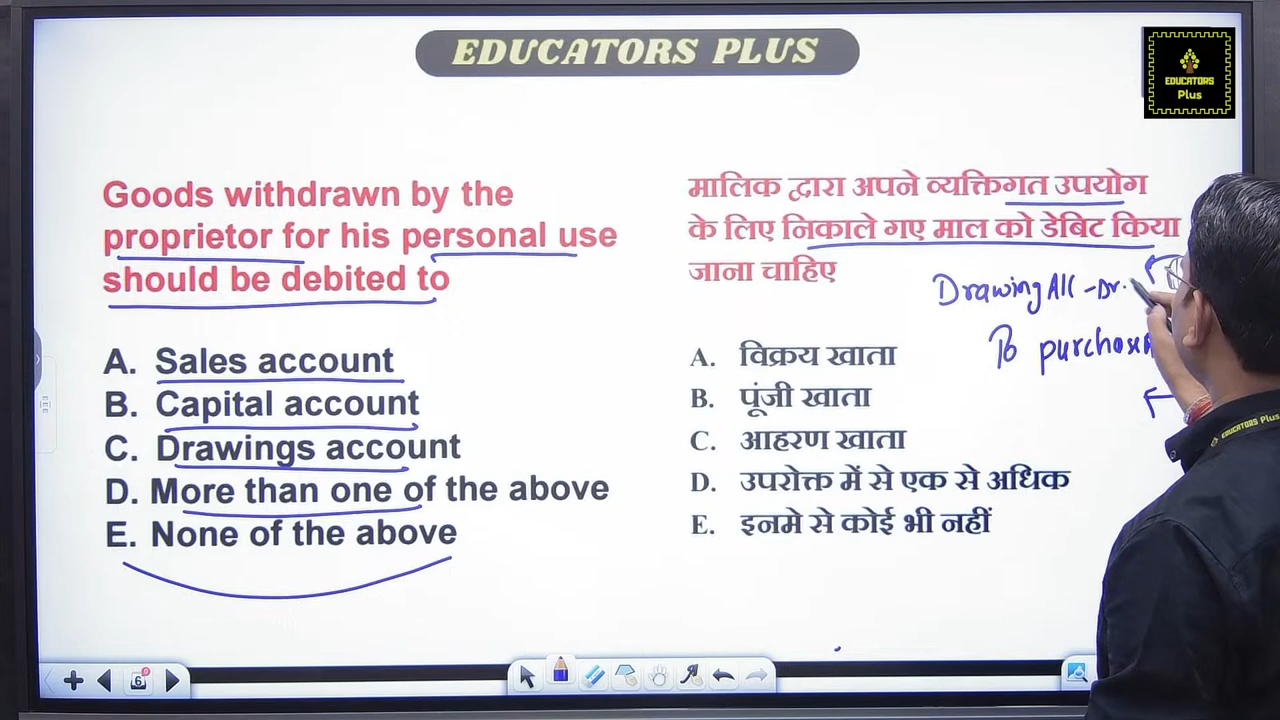 EDUCATORS PLUS
EDUCATORS
Plus
Goods withdrawn by the
proprietor for his personal use
should be debited to
A. Sales account
B. Capital account
C. Drawings account
D. More than one of the above
E. None of the above
मालिक द्वारा अपने व्यक्तिगत उपयोग
के लिए निकाले गए माल को डेबिट किया
जाना चाहिए
Drawing A/c - Dr.
To purchase
A. विक्रय खाता
B. पूंजी खाता
C. आहरण खाता
D. उपरोक्त में से एक से अधिक
E. इनमे से कोई भी नहीं
EDUCATORS Plus
6